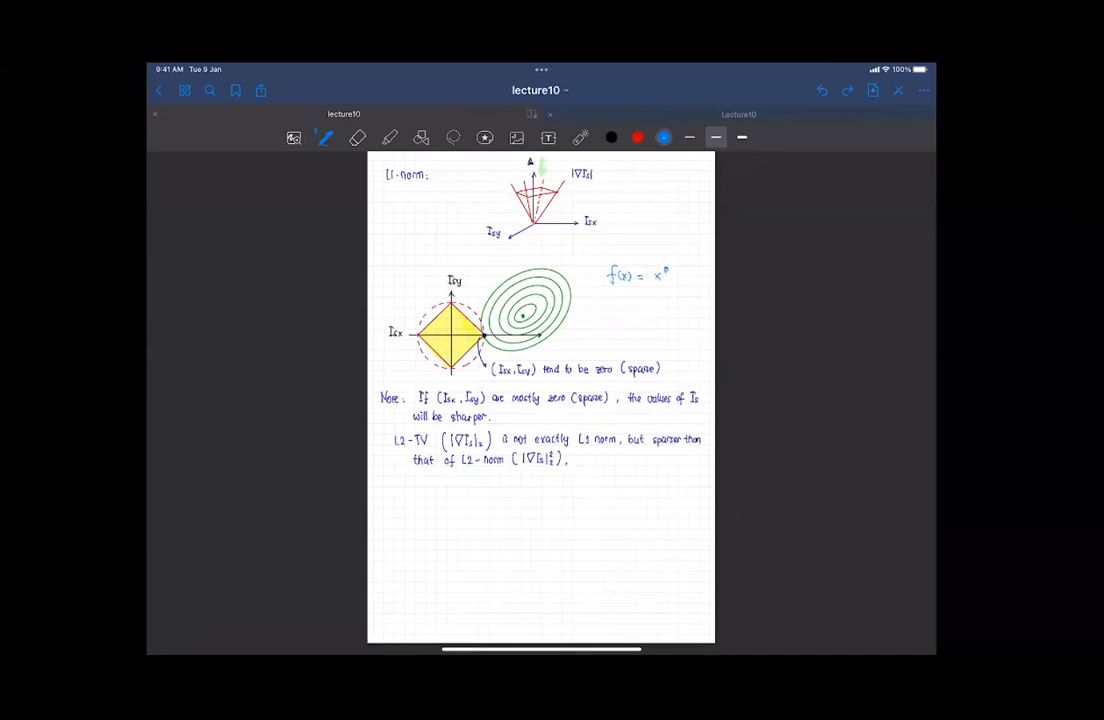 9:41 AM Tue 9 Jan
100%
lecture10
lecture10
Lecture10
L1-norm:
|∇Is|
Isx
Isy
Isy
f(x) = x
Isx
(Isx, Isy) tend to be zero (sparse)
Note: If (Isx, Isy) are mostly zero (sparse), the values of Is
will be sharper.
L2-TV (|∇Is|₂) is not exactly L1 norm, but sparser than
that of L2-norm (|∇Is|₂²).